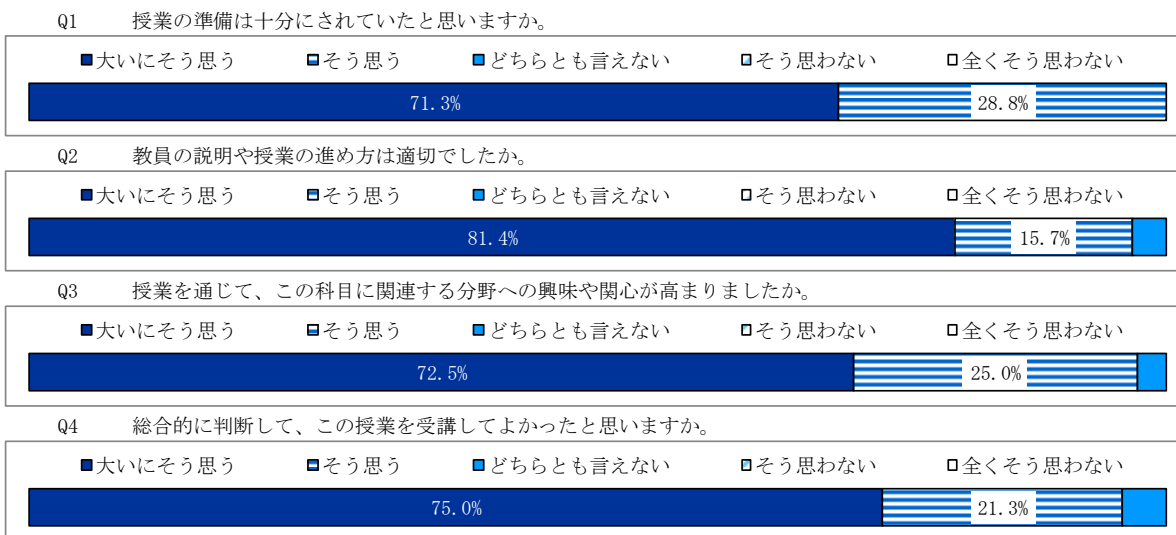 Q1 授業の準備は十分にされていたと思いますか。
■大いにそう思う ■そう思う ■どちらとも言えない □そう思わない □全くそう思わない
71.3% 28.8%
Q2 教員の説明や授業の進め方は適切でしたか。
■大いにそう思う ■そう思う ■どちらとも言えない □そう思わない □全くそう思わない
81.4% 15.7%
Q3 授業を通じて、この科目に関連する分野への興味や関心が高まりましたか。
■大いにそう思う ■そう思う ■どちらとも言えない □そう思わない □全くそう思わない
72.5% 25.0%
Q4 総合的に判断して、この授業を受講してよかったと思いますか。
■大いにそう思う ■そう思う ■どちらとも言えない □そう思わない □全くそう思わない
75.0% 21.3%